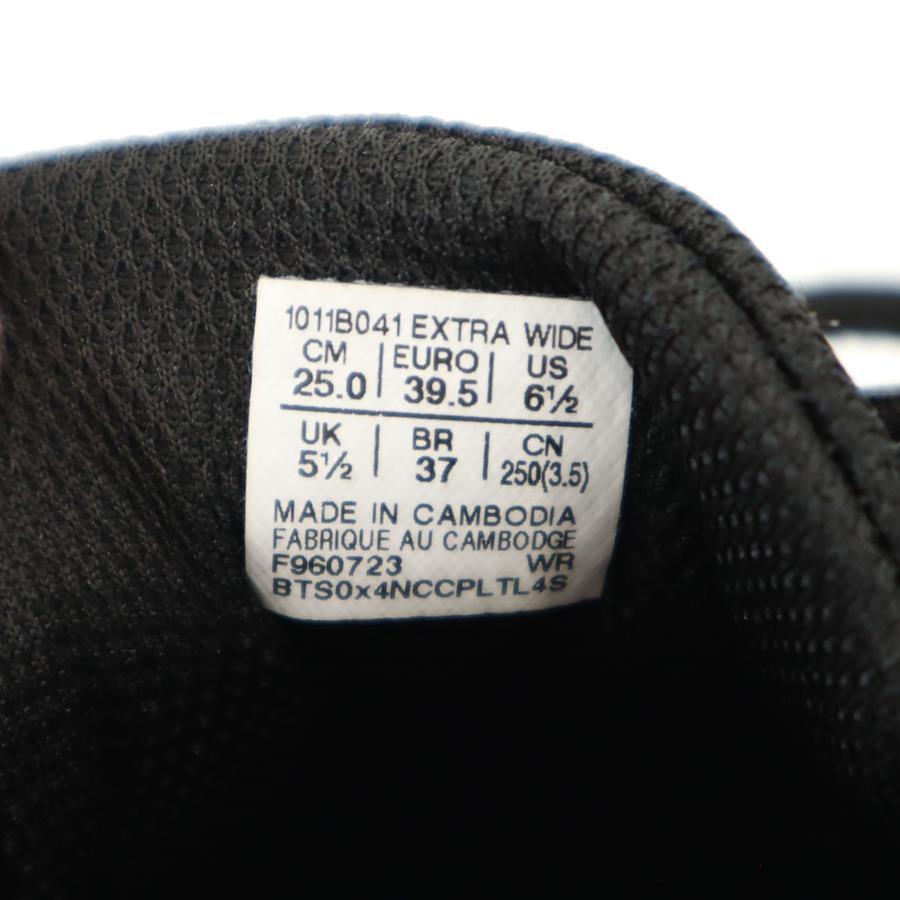 1011B041 EXTRA WIDE
CM EURO US
25.0 39.5 6½
UK BR CN
5½ 37 250(3.5)
MADE IN CAMBODIA
FABRIQUE AU CAMBODGE
F960723 WR
BTS0x4NCCPLTL4S